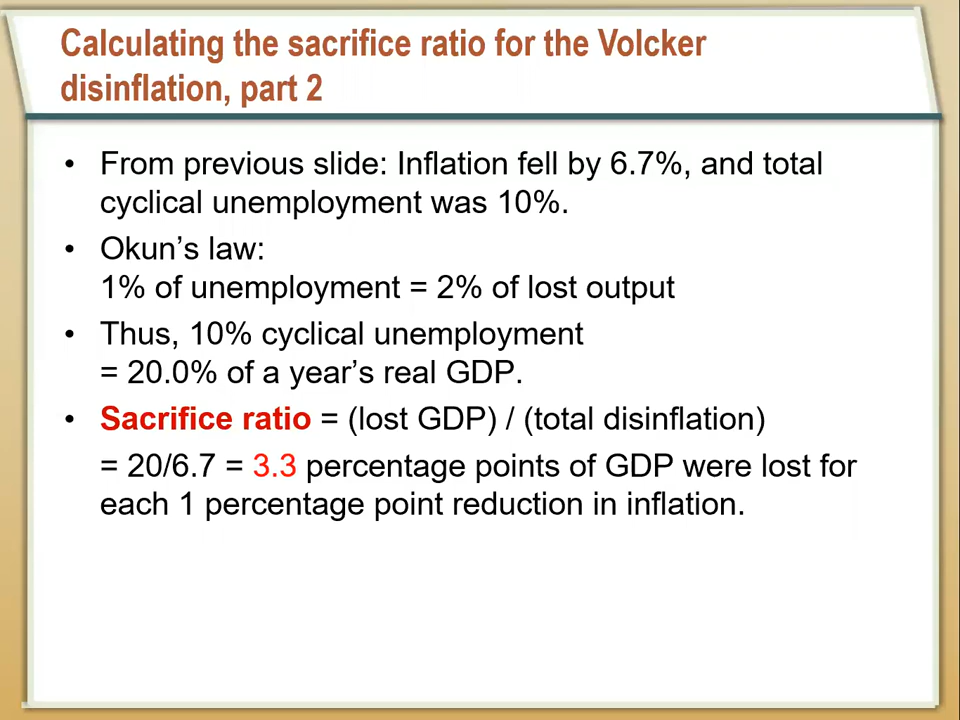 Calculating the sacrifice ratio for the Volcker
disinflation, part 2
• From previous slide: Inflation fell by 6.7%, and total
cyclical unemployment was 10%.
• Okun’s law:
1% of unemployment = 2% of lost output
• Thus, 10% cyclical unemployment
= 20.0% of a year’s real GDP.
• Sacrifice ratio = (lost GDP) / (total disinflation)
= 20/6.7 = 3.3 percentage points of GDP were lost for
each 1 percentage point reduction in inflation.